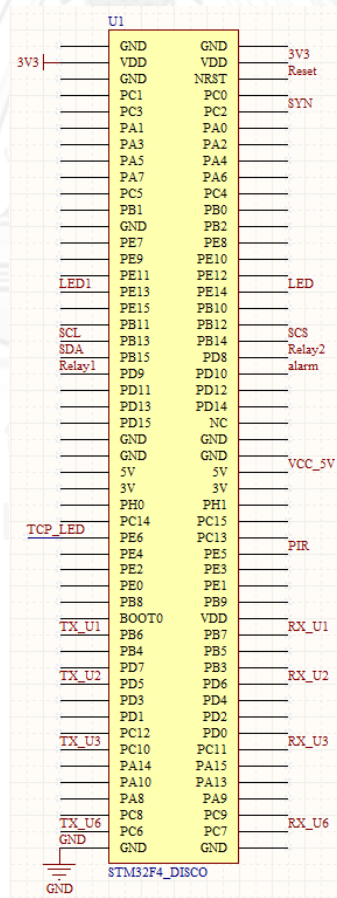 U1
GND GND
3V3 VDD VDD 3V3
GND NRST Reset
PC1 PC0
PC3 PC2 SYN
PA1 PA0
PA3 PA2
PA5 PA4
PA7 PA6
PC5 PC4
PB1 PB0
GND PB2
PE7 PE8
PE9 PE10
PE11 PE12
LED1 PE13 PE14 LED
PE15 PB10
PB11 PB12
SCL PB13 PB14 SCS
SDA PB15 PD8 Relay2
Relay1 PD9 PD10 alarm
PD11 PD12
PD13 PD14
PD15 NC
GND GND
GND GND
5V 5V VCC_5V
3V 3V
PH0 PH1
PC14 PC15
TCP_LED PE6 PC13
PE4 PE5 PIR
PE2 PE3
PE0 PE1
PB8 PB9
BOOT0 VDD
TX_U1 PB6 PB7 RX_U1
PB4 PB5
PD7 PB3
TX_U2 PD5 PD6 RX_U2
PD3 PD4
PD1 PD2
PC12 PD0
TX_U3 PC10 PC11 RX_U3
PA14 PA15
PA10 PA13
PA8 PA9
PC8 PC9
TX_U6 PC6 PC7 RX_U6
GND GND GND
STM32F4_DISCO
GND